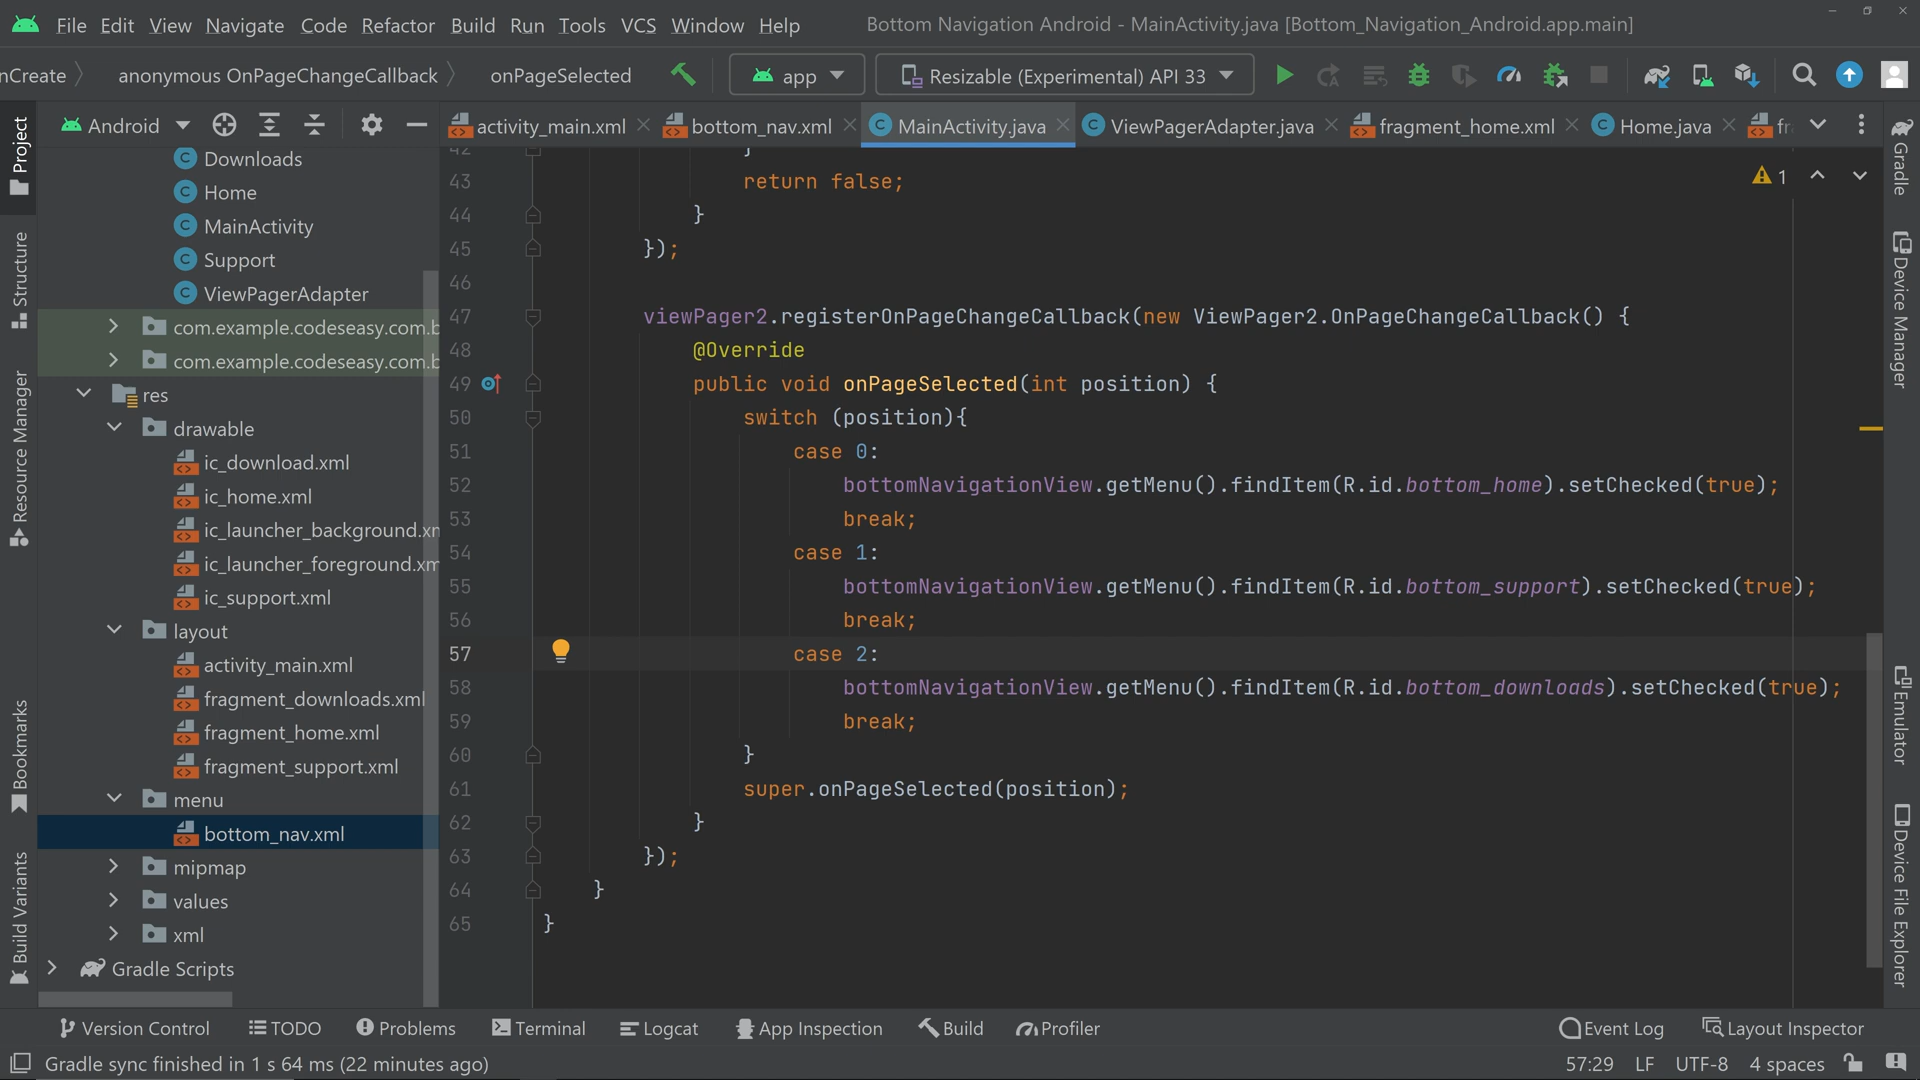 File Edit View Navigate Code Refactor Build Run Tools VCS Window Help Bottom Navigation Android - MainActivity.java [Bottom_Navigation_Android.app.main]
nCreate anonymous OnPageChangeCallback onPageSelected app Resizable (Experimental) API 33
Android
activity_main.xml bottom_nav.xml MainActivity.java ViewPagerAdapter.java fragment_home.xml Home.java fr
Project
Structure
Resource Manager
Bookmarks
Build Variants
Downloads
Home
MainActivity
Support
ViewPagerAdapter
com.example.codeseasy.com.b
com.example.codeseasy.com.b
res
drawable
ic_download.xml
ic_home.xml
ic_launcher_background.xm
ic_launcher_foreground.xm
ic_support.xml
layout
activity_main.xml
fragment_downloads.xml
fragment_home.xml
fragment_support.xml
menu
bottom_nav.xml
mipmap
values
xml
Gradle Scripts
42 }
43 return false;
44 }
45 });
46
47 viewPager2.registerOnPageChangeCallback(new ViewPager2.OnPageChangeCallback() {
48 @Override
49 public void onPageSelected(int position) {
50 switch (position){
51 case 0:
52 bottomNavigationView.getMenu().findItem(R.id.bottom_home).setChecked(true);
53 break;
54 case 1:
55 bottomNavigationView.getMenu().findItem(R.id.bottom_support).setChecked(true);
56 break;
57 case 2:
58 bottomNavigationView.getMenu().findItem(R.id.bottom_downloads).setChecked(true);
59 break;
60 }
61 super.onPageSelected(position);
62 }
63 });
64 }
65 }
1
Gradle
Device Manager
Emulator
Device File Explorer
Version Control TODO Problems Terminal Logcat App Inspection Build Profiler Event Log Layout Inspector
Gradle sync finished in 1 s 64 ms (22 minutes ago) 57:29 LF UTF-8 4 spaces